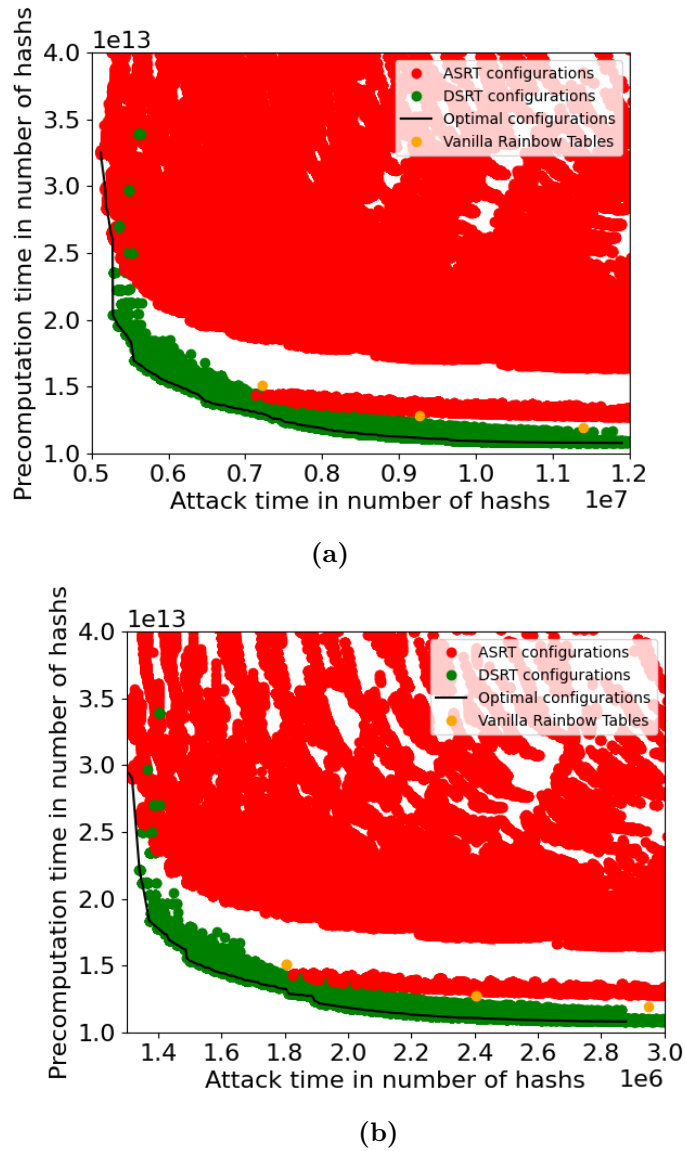 1e13
4.0
3.5
3.0
2.5
2.0
1.5
1.0
Precomputation time in number of hashs
ASRT configurations
DSRT configurations
Optimal configurations
Vanilla Rainbow Tables
0.5 0.6 0.7 0.8 0.9 1.0 1.1 1.2
Attack time in number of hashs 1e7
(a)
1e13
4.0
3.5
3.0
2.5
2.0
1.5
1.0
Precomputation time in number of hashs
ASRT configurations
DSRT configurations
Optimal configurations
Vanilla Rainbow Tables
1.4 1.6 1.8 2.0 2.2 2.4 2.6 2.8 3.0
Attack time in number of hashs 1e6
(b)